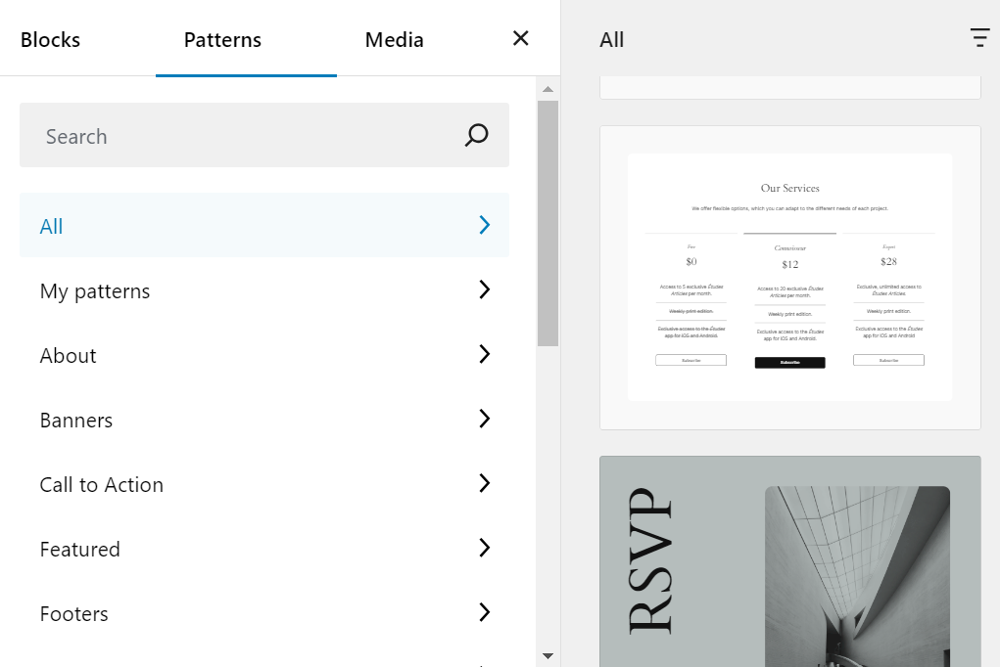 Blocks
Patterns
Media
Search
All
My patterns
About
Banners
Call to Action
Featured
Footers
All
Our Services
We offer flexible options, which you can adapt to the different needs of each project.
Free
$0
Access to 5 exclusive Études
Articles per month.
Weekly print edition.
Exclusive access to the Études
app for iOS and Android.
Subscribe
Connoisseur
$12
Access to 20 exclusive Études
Articles per month.
Weekly print edition.
Exclusive access to the Études
app for iOS and Android.
Subscribe
Expert
$28
Exclusive, unlimited access to
Études Articles.
Weekly print edition.
Exclusive access to the Études
app for iOS and Android
Subscribe
RSVP